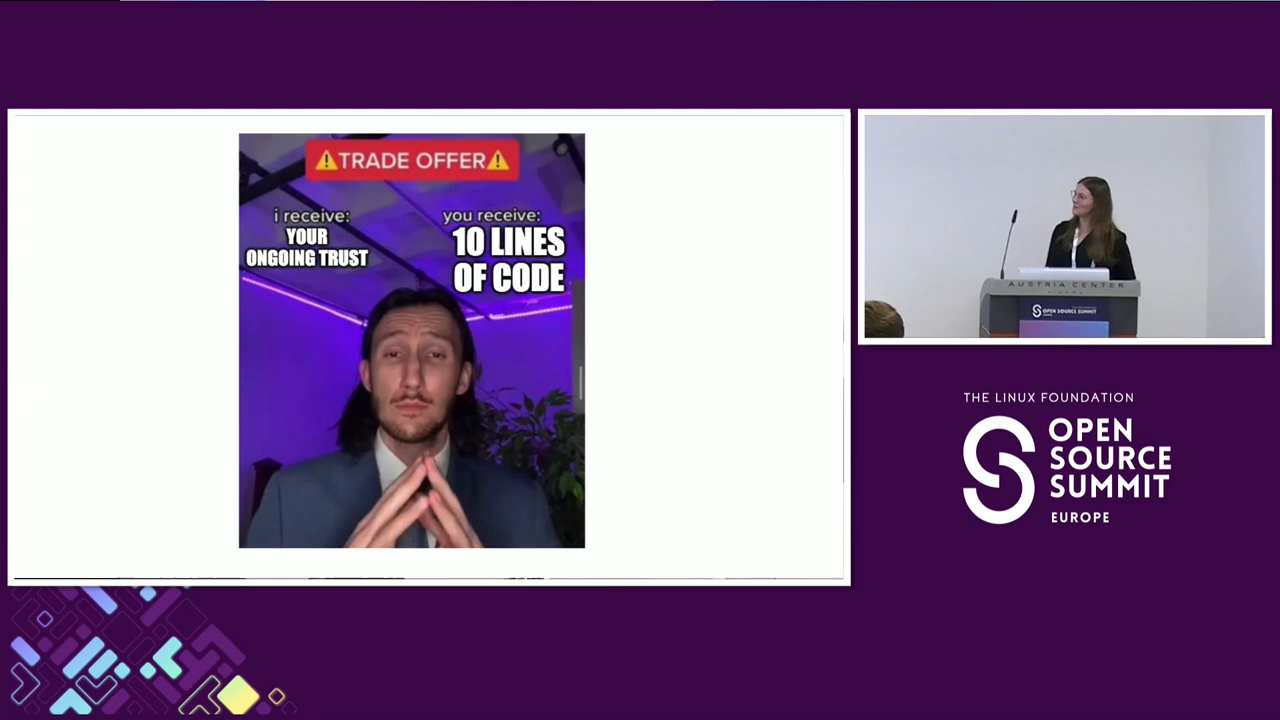 ⚠TRADE OFFER⚠
i receive:
YOUR
ONGOING TRUST
you receive:
10 LINES
OF CODE
AUSTRIA CENTER
OPEN SOURCE SUMMIT
THE LINUX FOUNDATION
OPEN
SOURCE
SUMMIT
EUROPE